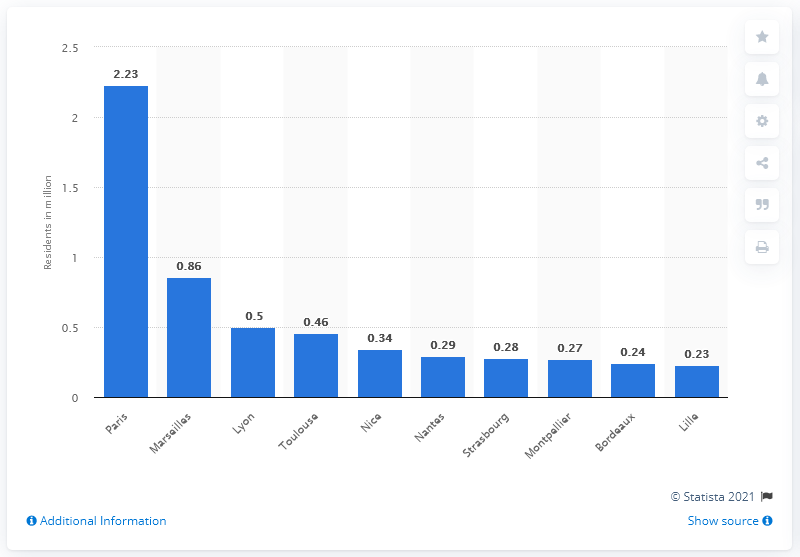 2.5
2
1.5
1
0.5
0
Residents in million
2.23
0.86
0.5
0.46
0.34
0.29
0.28
0.27
0.24
0.23
Paris
Marseilles
Lyon
Toulouse
Nice
Nantes
Strasbourg
Montpellier
Bordeaux
Lille
© Statista 2021
Additional Information
Show source